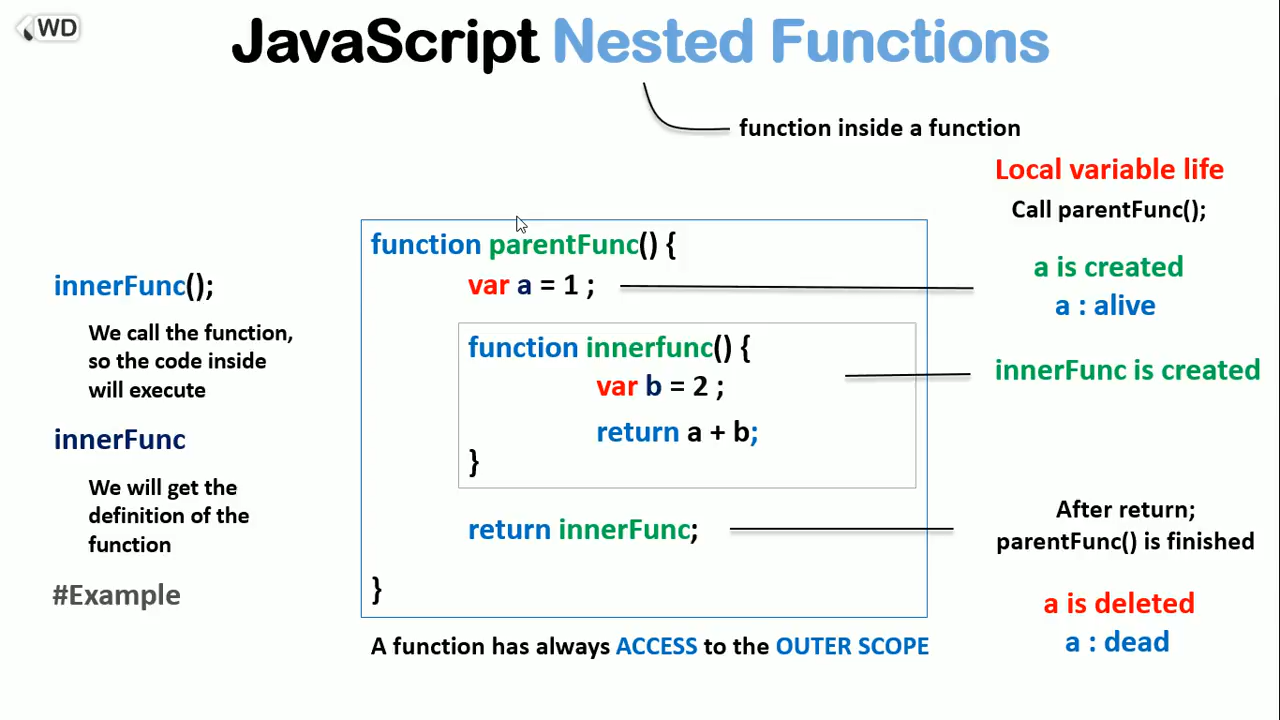 WD
JavaScript Nested Functions
function inside a function
Local variable life
Call parentFunc();
function parentFunc() {
var a = 1 ;
a is created
a : alive
innerFunc();
We call the function,
so the code inside
will execute
function innerfunc() {
var b = 2 ;
return a + b;
}
innerFunc is created
innerFunc
We will get the
definition of the
function
return innerFunc;
After return;
parentFunc() is finished
#Example
}
a is deleted
a : dead
A function has always ACCESS to the OUTER SCOPE